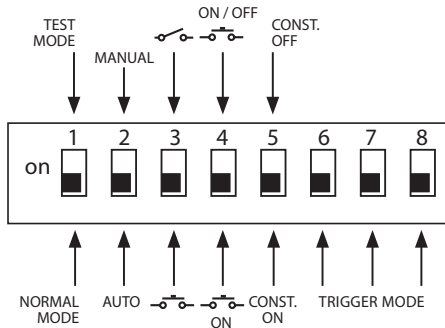 ON / OFF
TEST MODE
MANUAL
CONST. OFF
1 2 3 4 5 6 7 8
on
NORMAL MODE
AUTO
ON
CONST. ON
TRIGGER MODE